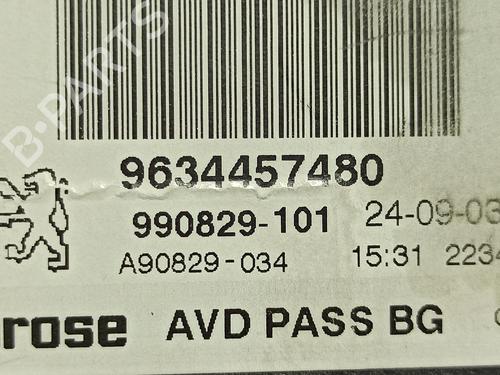 B-PARTS
9634457480
990829-101 24-09-03
A90829-034 15:31 2234
rose AVD PASS BG